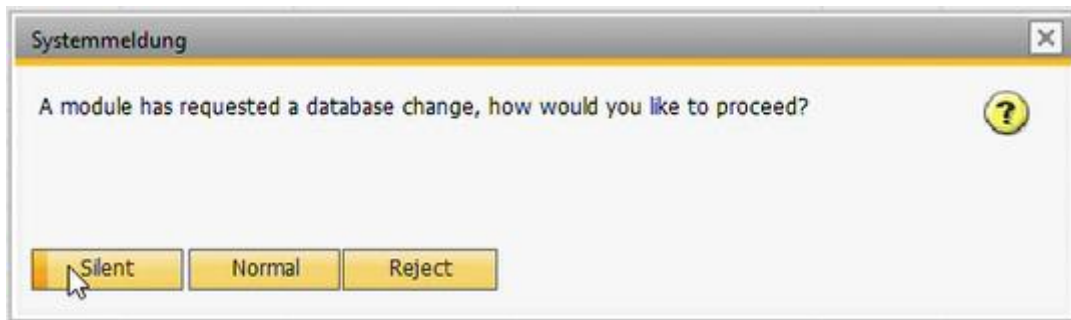 Systemmeldung
A module has requested a database change, how would you like to proceed?
Silent Normal Reject